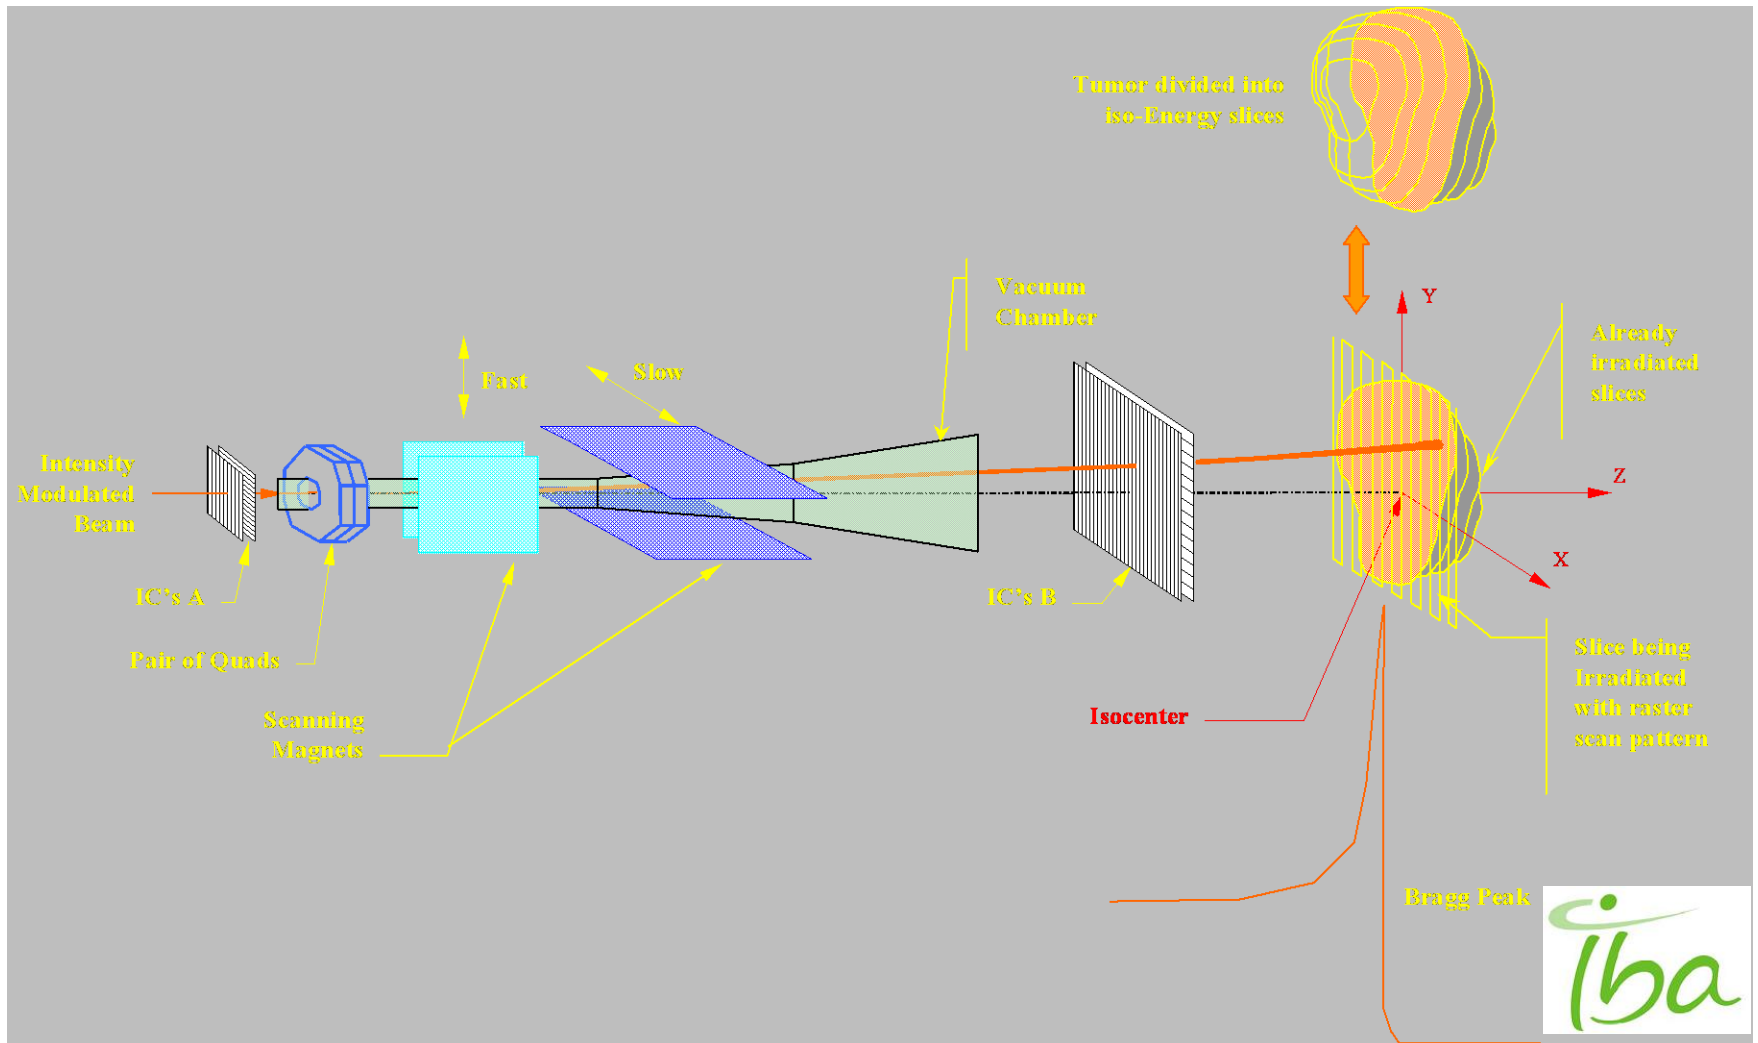 Tumor divided into
iso-Energy slices
Y
Vacuum
Chamber
Already
irradiated
slices
Slow
Fast
Intensity
Modulated
Beam
Z
X
IC's A
IC's B
Pair of Quads
Slice being
Irradiated
with raster
scan pattern
Scanning
Magnets
Isocenter
Bragg Peak
iba